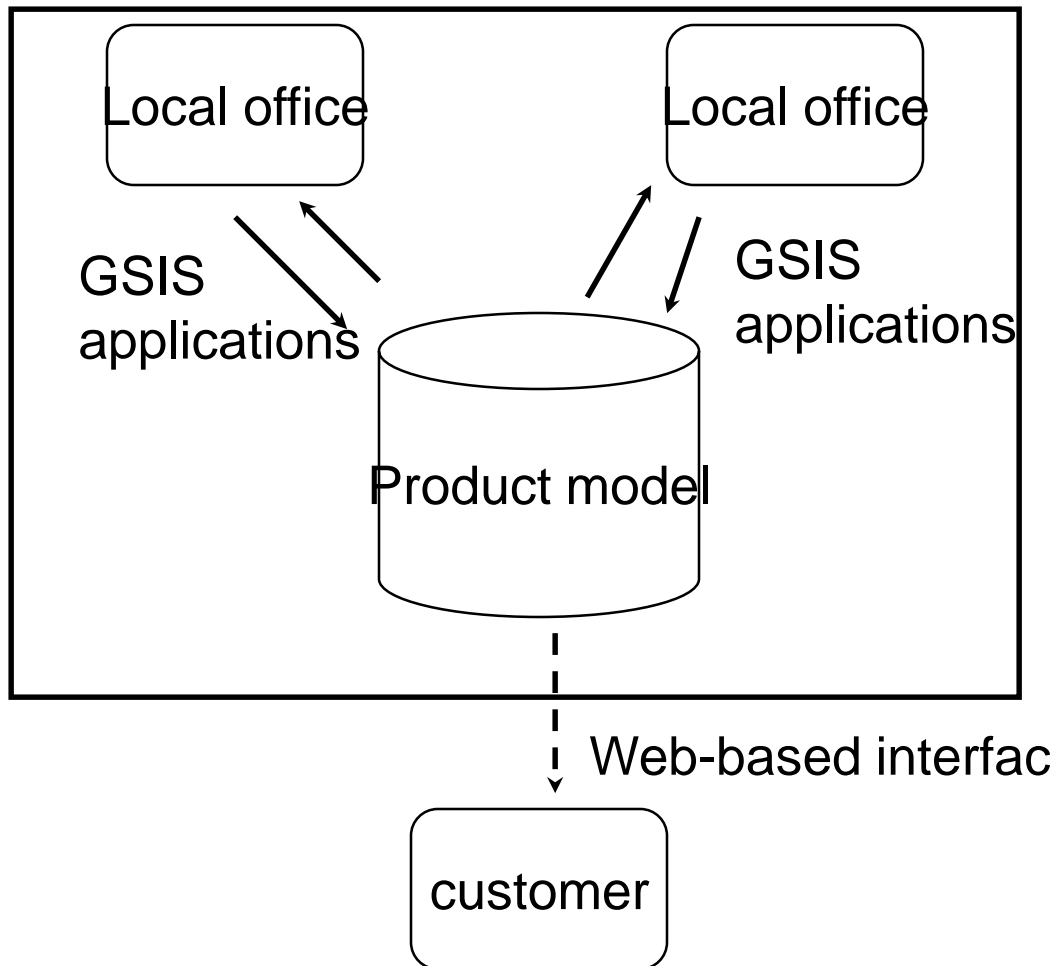 Local office
Local office
GSIS
applications
GSIS
applications
Product model
Web-based interfac
customer